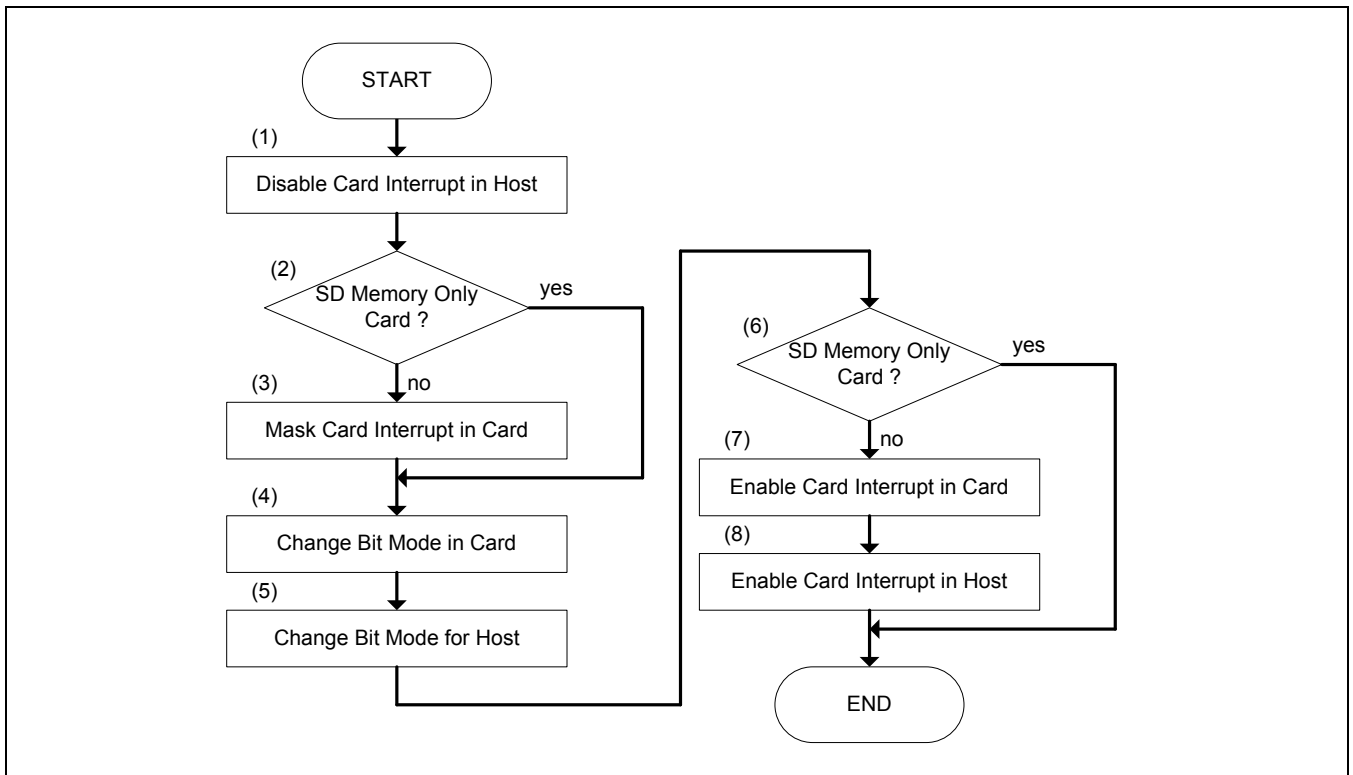 START
(1)
Disable Card Interrupt in Host
(2)
SD Memory Only
Card ?
yes
no
(3)
Mask Card Interrupt in Card
(4)
Change Bit Mode in Card
(5)
Change Bit Mode for Host
(6)
SD Memory Only
Card ?
yes
no
(7)
Enable Card Interrupt in Card
(8)
Enable Card Interrupt in Host
END